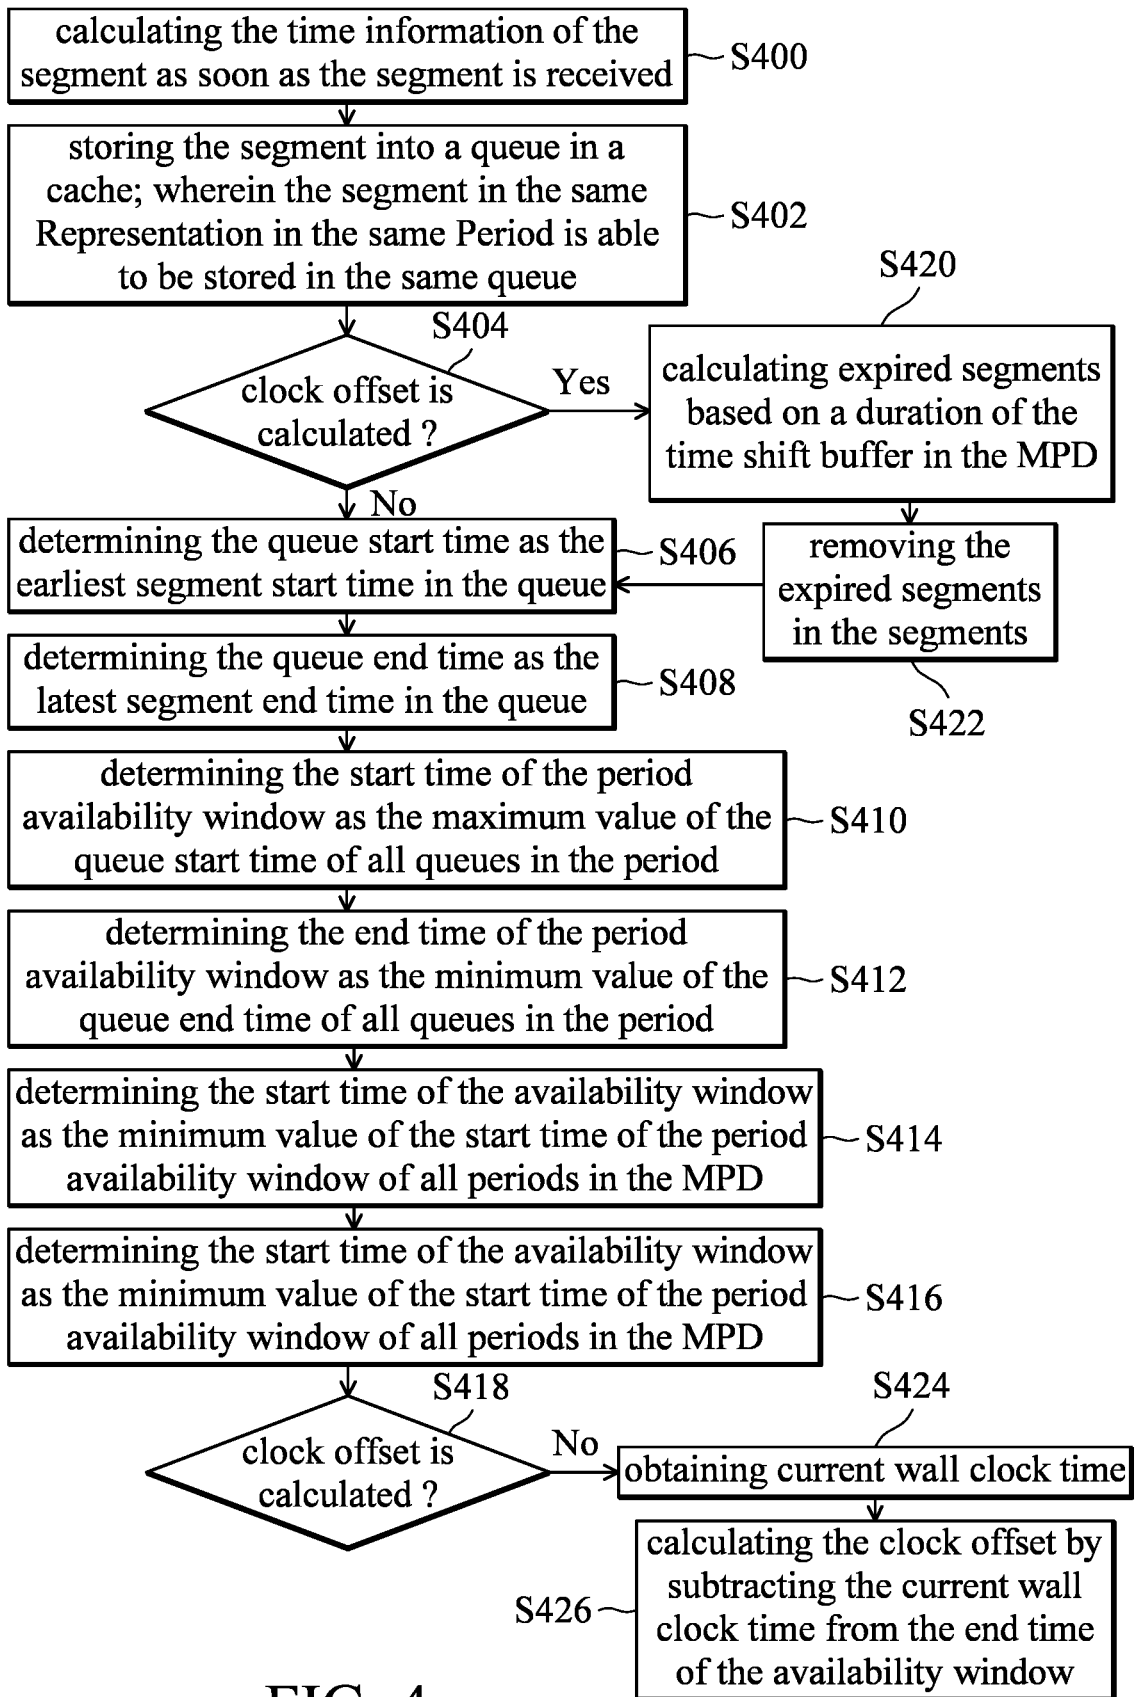 calculating the time information of the
segment as soon as the segment is received
S400
storing the segment into a queue in a
cache; wherein the segment in the same
Representation in the same Period is able
to be stored in the same queue
S402
S404
clock offset is
calculated ?
Yes
No
S420
calculating expired segments
based on a duration of the
time shift buffer in the MPD
removing the
expired segments
in the segments
S422
determining the queue start time as the
earliest segment start time in the queue
S406
determining the queue end time as the
latest segment end time in the queue
S408
determining the start time of the period
availability window as the maximum value of the
queue start time of all queues in the period
S410
determining the end time of the period
availability window as the minimum value of the
queue end time of all queues in the period
S412
determining the start time of the availability window
as the minimum value of the start time of the period
availability window of all periods in the MPD
S414
determining the start time of the availability window
as the minimum value of the start time of the period
availability window of all periods in the MPD
S416
S418
clock offset is
calculated ?
No
S424
obtaining current wall clock time
calculating the clock offset by
subtracting the current wall
clock time from the end time
of the availability window
S426
FIG. 4